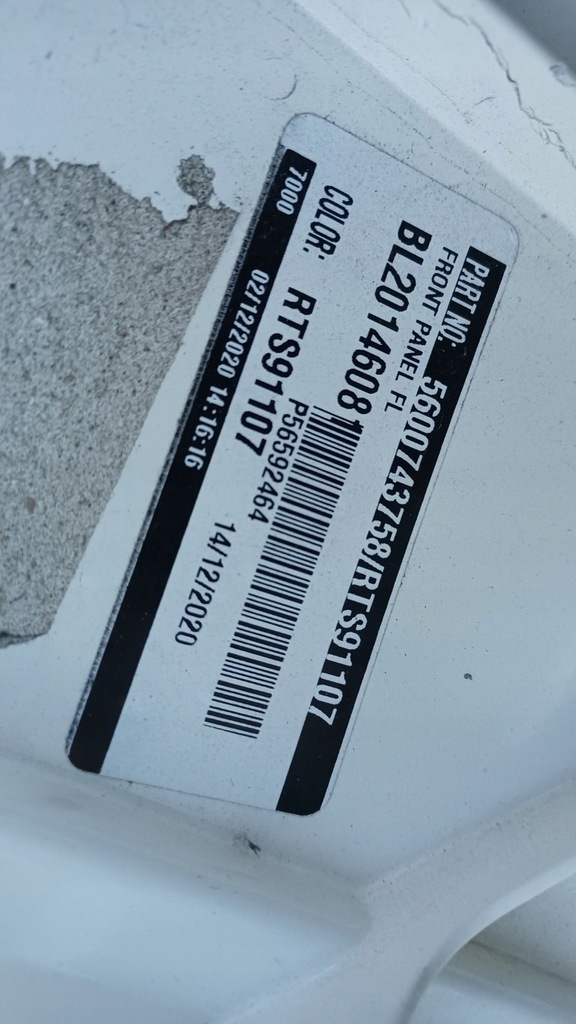 PART NO: 5600743758/RTS91107
FRONT PANEL FL
BL2014608
P56592464
COLOR: RTS91107 14/12/2020
7000 02/12/2020 14:16:16